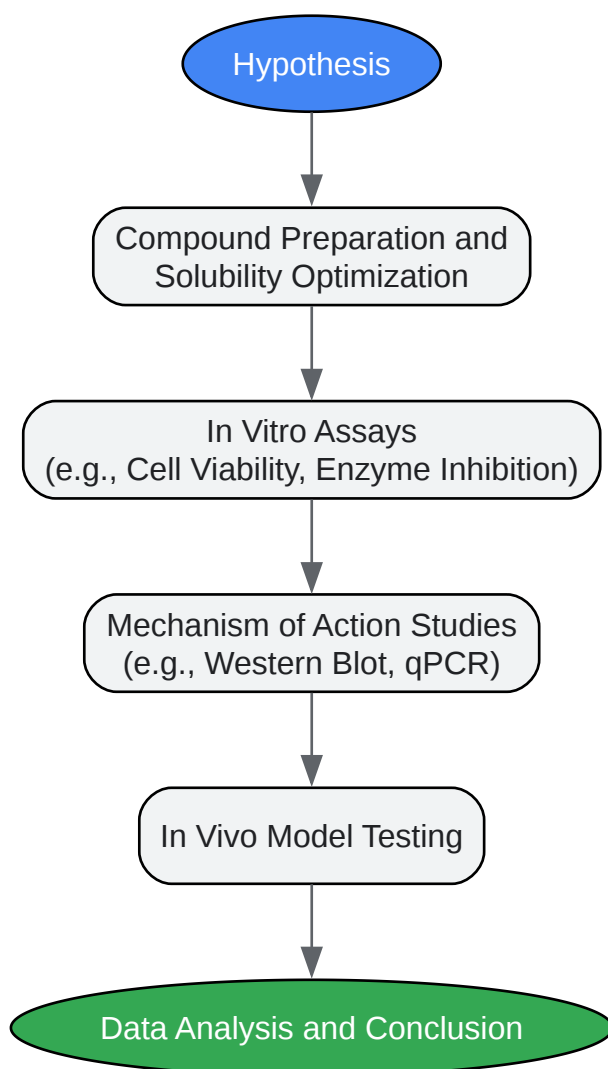 Hypothesis
Compound Preparation and
Solubility Optimization
In Vitro Assays
(e.g., Cell Viability, Enzyme Inhibition)
Mechanism of Action Studies
(e.g., Western Blot, qPCR)
In Vivo Model Testing
Data Analysis and Conclusion